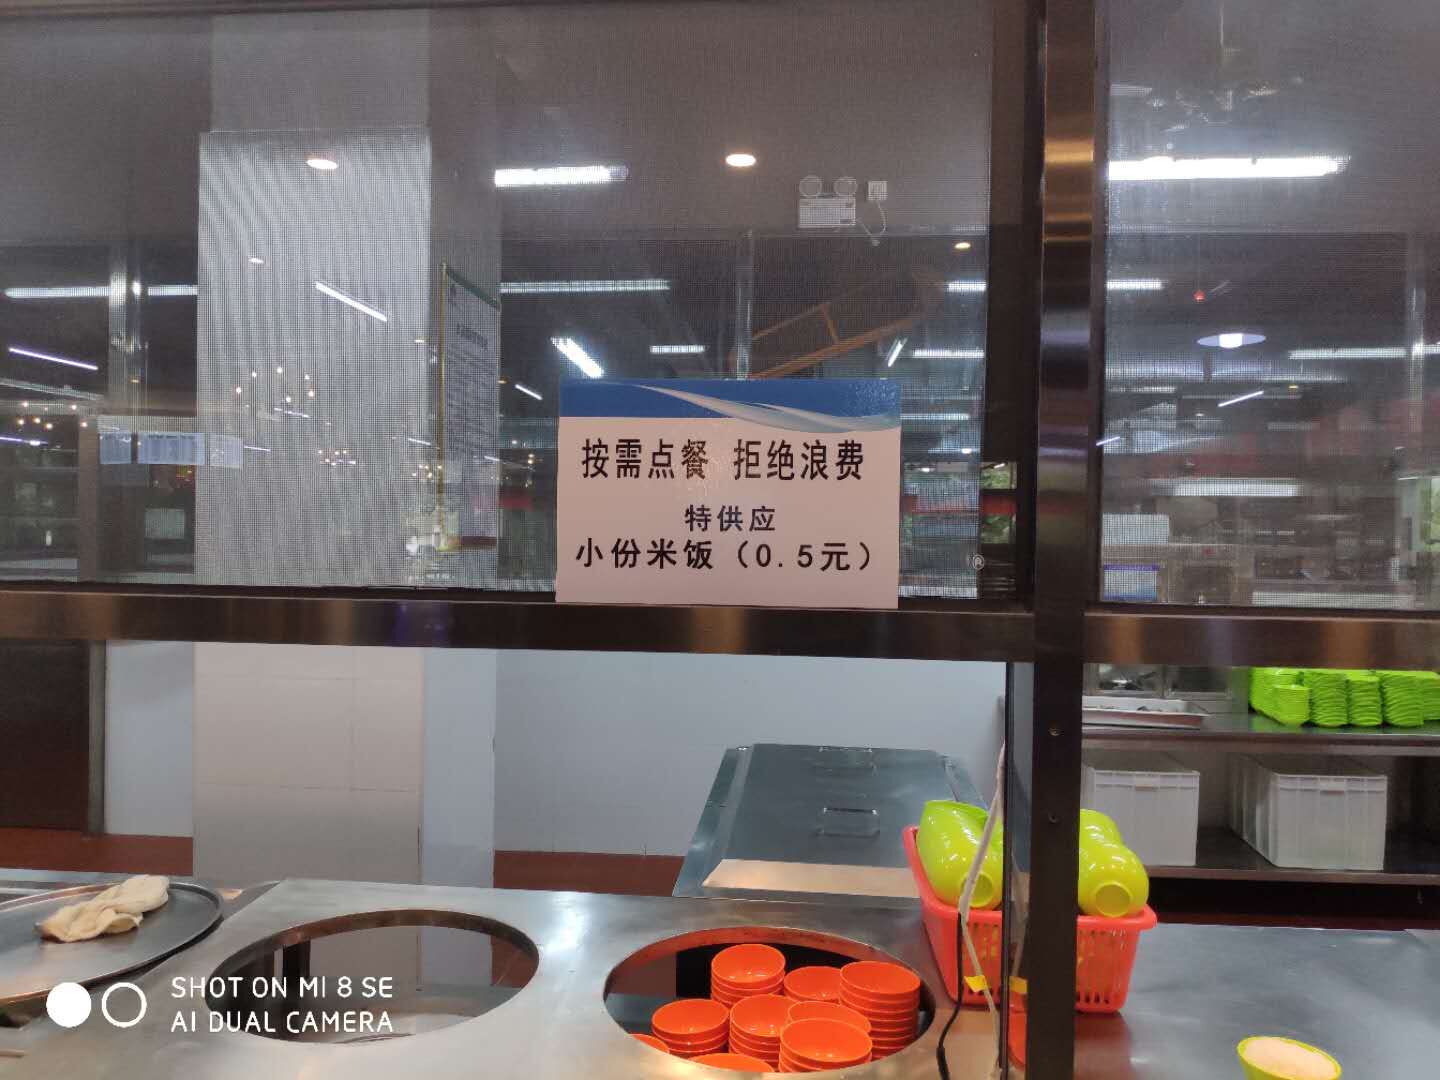 按需点餐 拒绝浪费
特供应
小份米饭（0.5元）
®
SHOT ON MI 8 SE
AI DUAL CAMERA